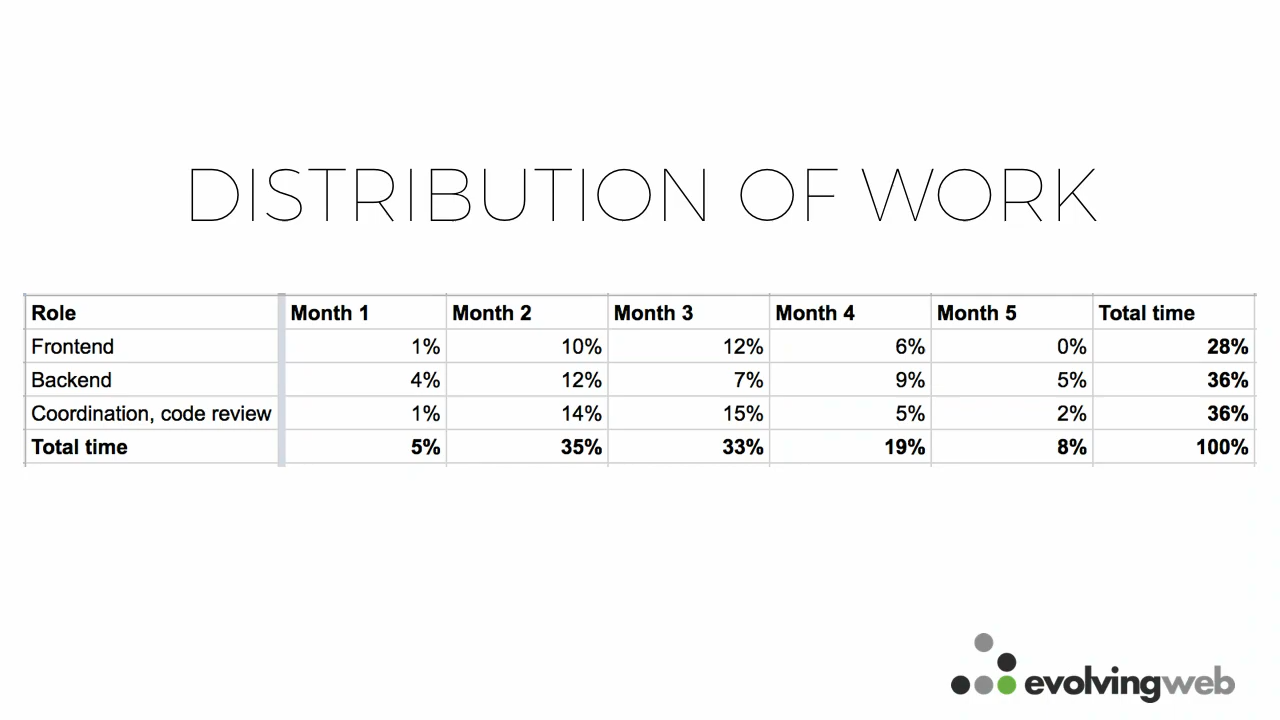 DISTRIBUTION OF WORK
Role Month 1 Month 2 Month 3 Month 4 Month 5 Total time
Frontend 1% 10% 12% 6% 0% 28%
Backend 4% 12% 7% 9% 5% 36%
Coordination, code review 1% 14% 15% 5% 2% 36%
Total time 5% 35% 33% 19% 8% 100%
evolvingweb